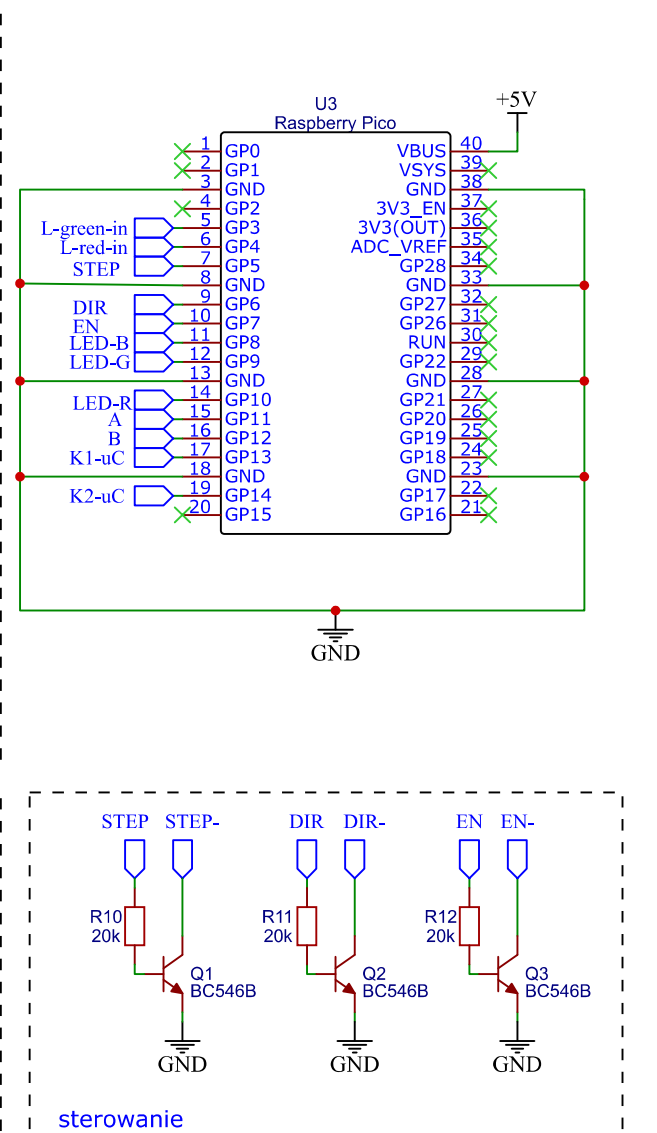 +5V
U3
Raspberry Pico
1 GP0 VBUS 40
2 GP1 VSYS 39
3 GND GND 38
4 GP2 3V3_EN 37
L-green-in 5 GP3 3V3(OUT) 36
L-red-in 6 GP4 ADC_VREF 35
STEP 7 GP5 GP28 34
8 GND GND 33
DIR 9 GP6 GP27 32
EN 10 GP7 GP26 31
LED-B 11 GP8 RUN 30
LED-G 12 GP9 GP22 29
13 GND GND 28
LED-R 14 GP10 GP21 27
A 15 GP11 GP20 26
B 16 GP12 GP19 25
K1-uC 17 GP13 GP18 24
18 GND GND 23
K2-uC 19 GP14 GP17 22
20 GP15 GP16 21
GND
STEP STEP- DIR DIR- EN EN-
R10 R11 R12
20k 20k 20k
Q1 Q2 Q3
BC546B BC546B BC546B
GND GND GND
sterowanie